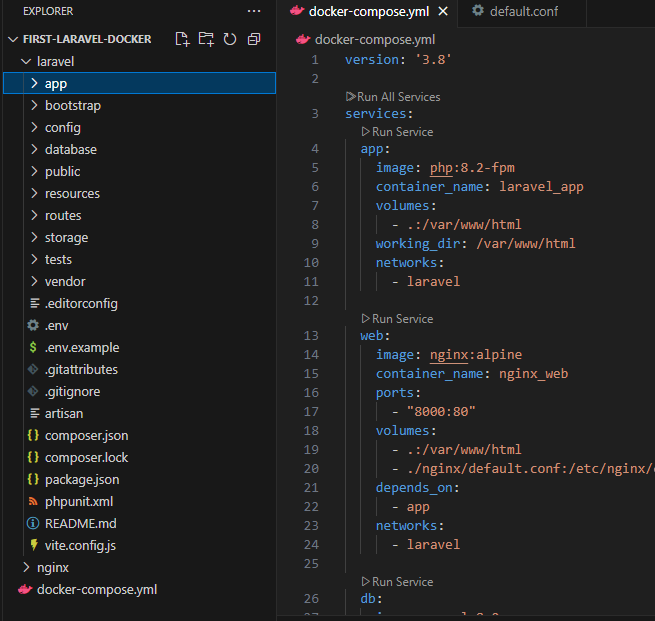 EXPLORER
FIRST-LARAVEL-DOCKER
laravel
app
bootstrap
config
database
public
resources
routes
storage
tests
vendor
.editorconfig
.env
.env.example
.gitattributes
.gitignore
artisan
composer.json
composer.lock
package.json
phpunit.xml
README.md
vite.config.js
nginx
docker-compose.yml
docker-compose.yml
default.conf
docker-compose.yml
1 version: '3.8'
2
Run All Services
3 services:
Run Service
4 app:
5 image: php:8.2-fpm
6 container_name: laravel_app
7 volumes:
8 - .:/var/www/html
9 working_dir: /var/www/html
10 networks:
11 - laravel
12
Run Service
13 web:
14 image: nginx:alpine
15 container_name: nginx_web
16 ports:
17 - "8000:80"
18 volumes:
19 - .:/var/www/html
20 - ./nginx/default.conf:/etc/nginx/
21 depends_on:
22 - app
23 networks:
24 - laravel
25
Run Service
26 db: